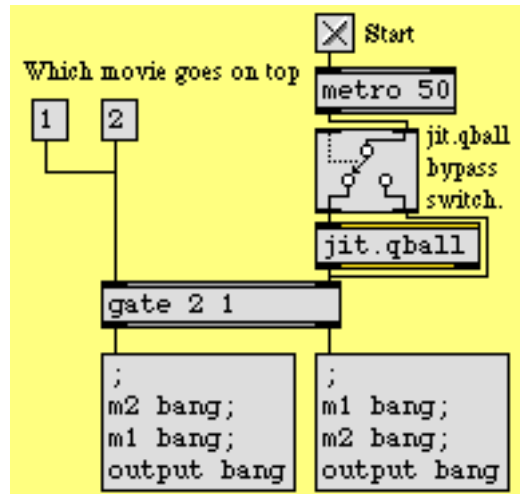 Start
Which movie goes on top
metro 50
1 2
jit.qball
bypass
switch.
jit.qball
gate 2 1
;
m2 bang;
m1 bang;
output bang
;
m1 bang;
m2 bang;
output bang